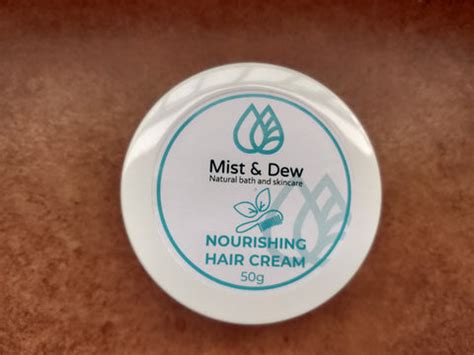 Mist & Dew
Natural bath and skincare
NOURISHING
HAIR CREAM
50g